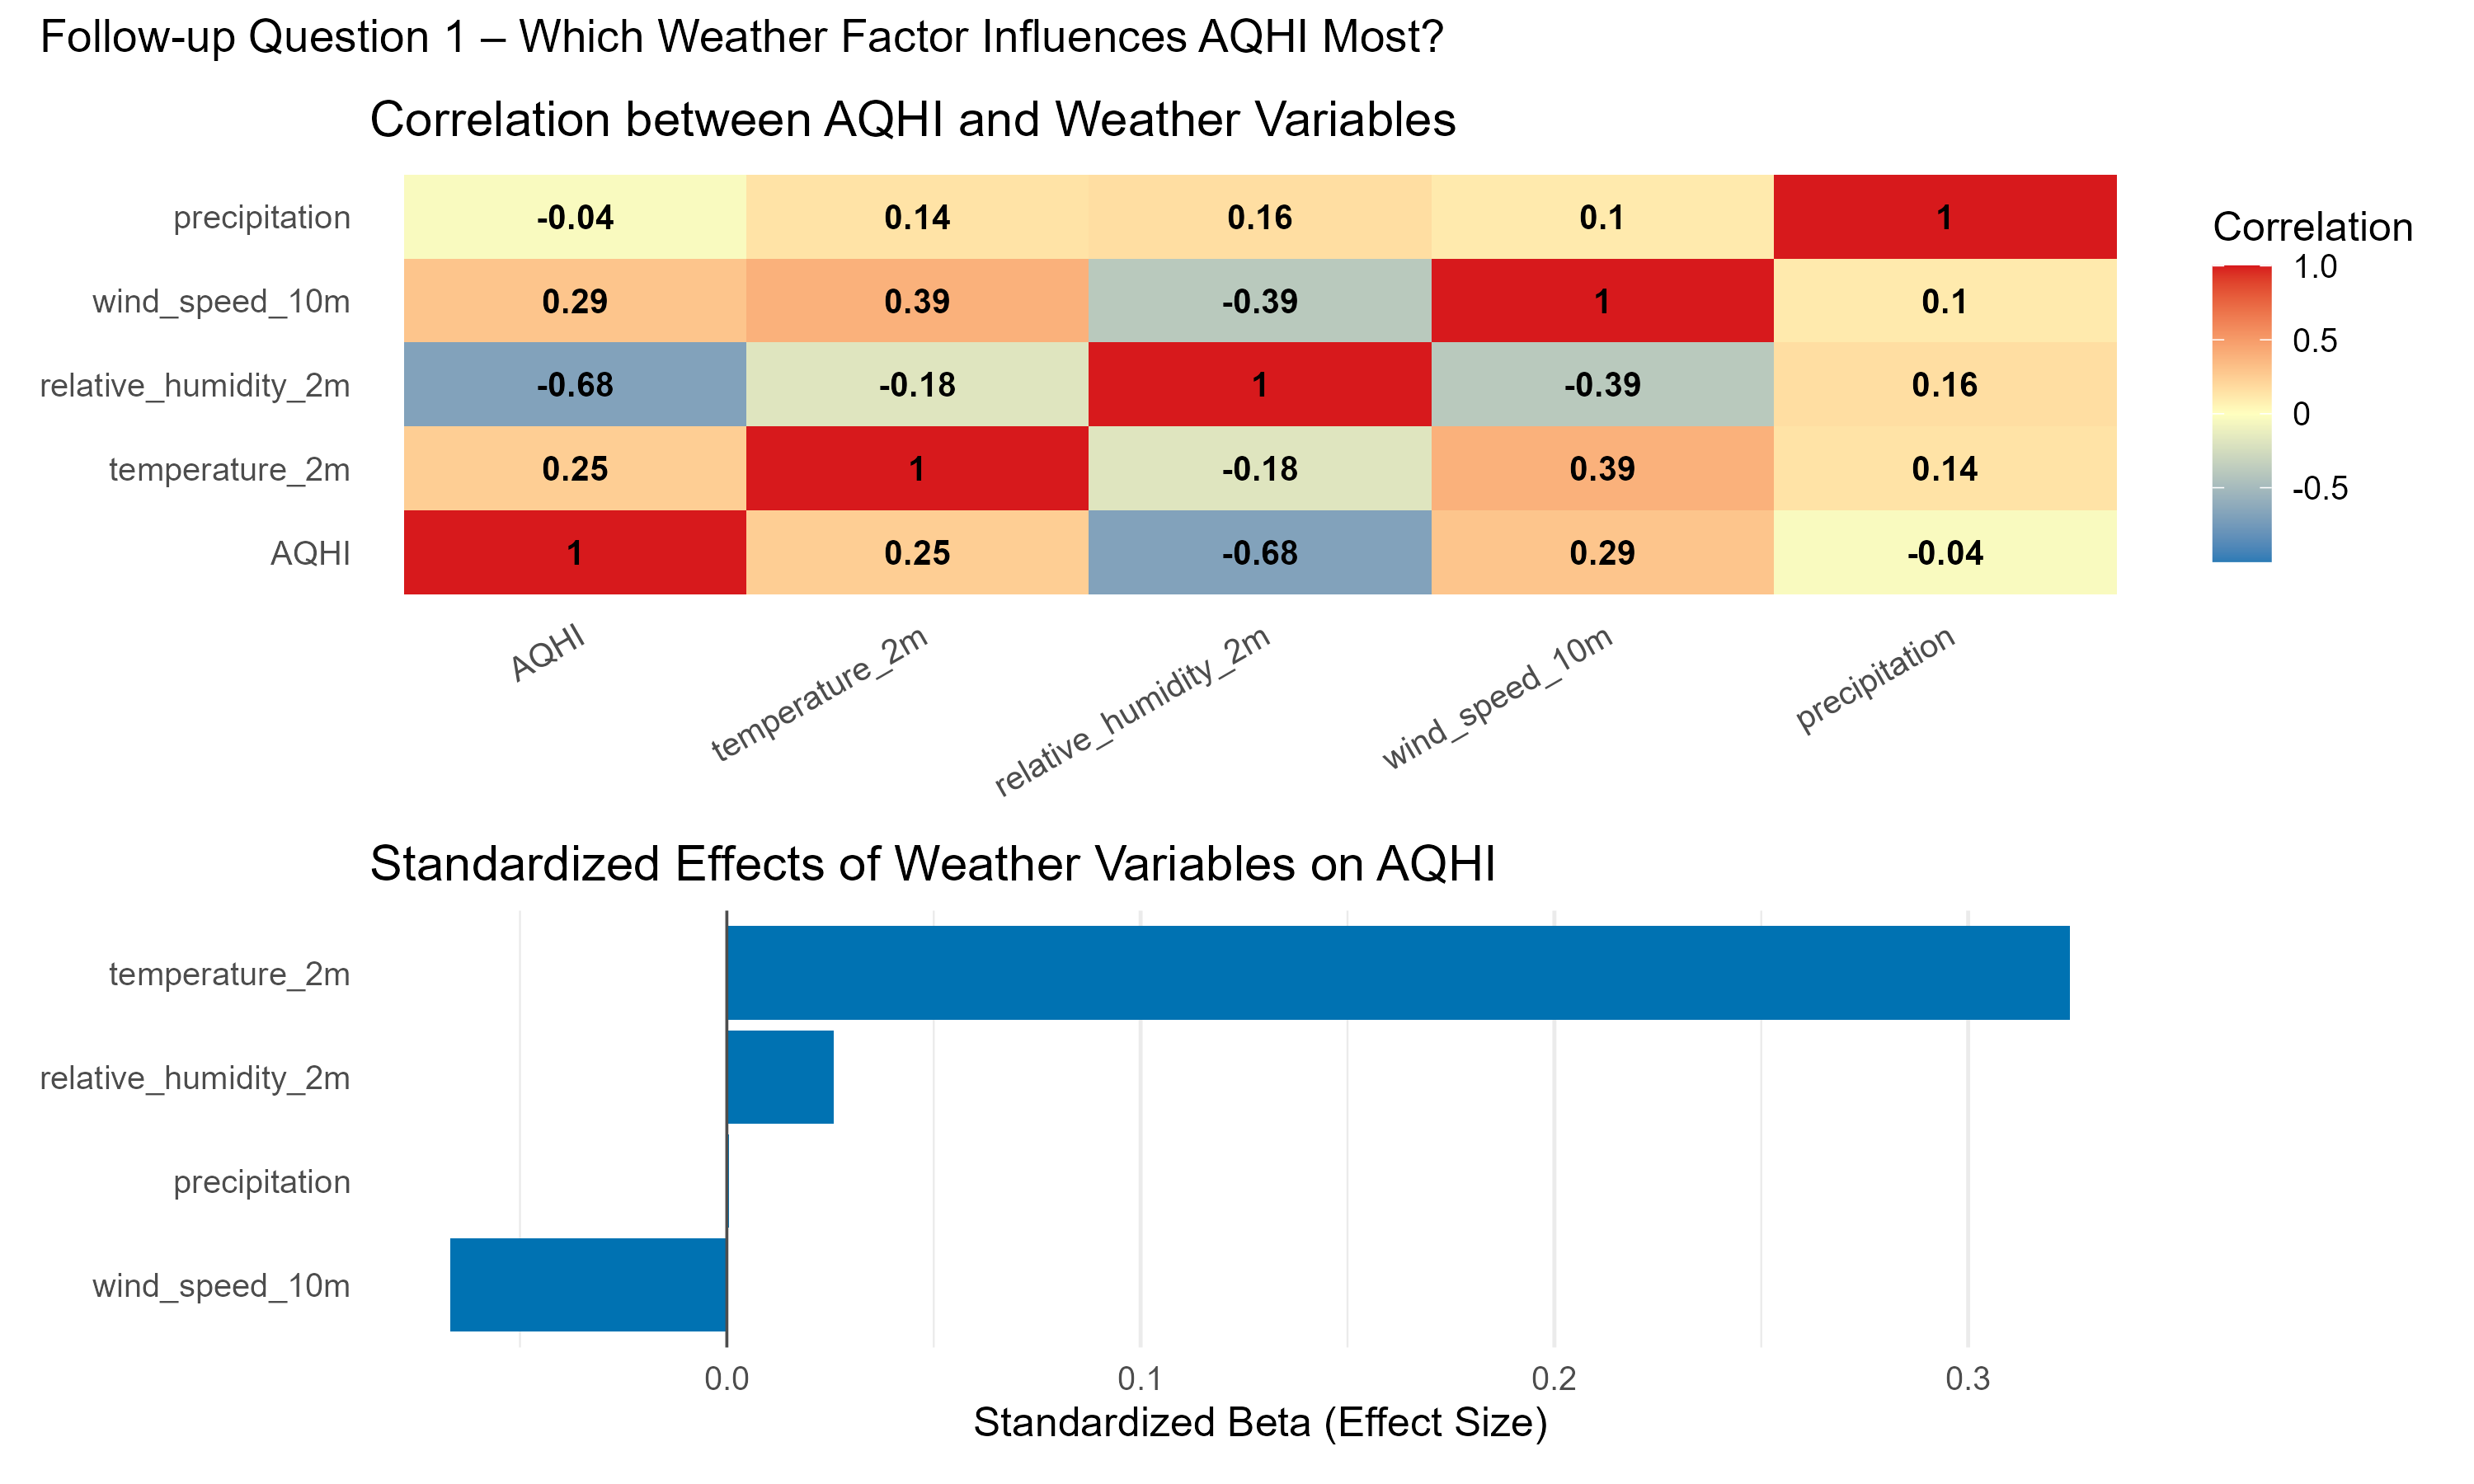 Follow-up Question 1 – Which Weather Factor Influences AQHI Most?
Correlation between AQHI and Weather Variables
precipitation -0.04 0.14 0.16 0.1 1
wind_speed_10m 0.29 0.39 -0.39 1 0.1
relative_humidity_2m -0.68 -0.18 1 -0.39 0.16
temperature_2m 0.25 1 -0.18 0.39 0.14
AQHI 1 0.25 -0.68 0.29 -0.04
AQHI temperature_2m relative_humidity_2m wind_speed_10m precipitation
Correlation
1.0
0.5
0
-0.5
Standardized Effects of Weather Variables on AQHI
temperature_2m
relative_humidity_2m
precipitation
wind_speed_10m
0.0 0.1 0.2 0.3
Standardized Beta (Effect Size)